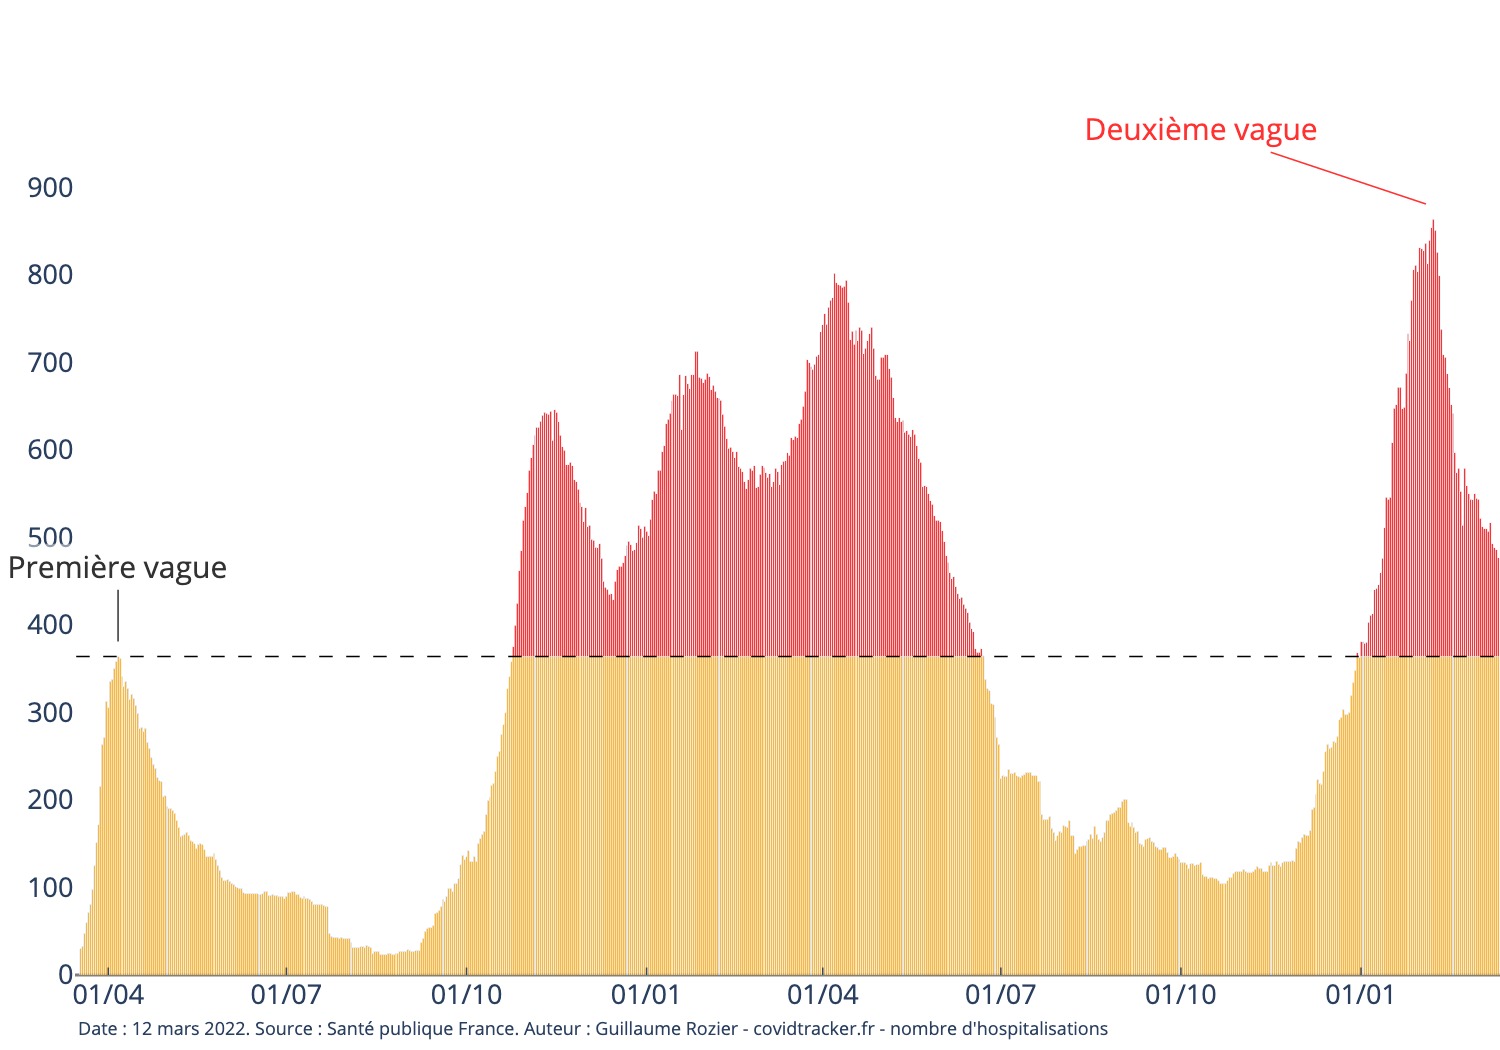 Deuxième vague
900
800
700
600
500
Première vague
400
300
200
100
0
01/04 01/07 01/10 01/01 01/04 01/07 01/10 01/01
Date : 12 mars 2022. Source : Santé publique France. Auteur : Guillaume Rozier - covidtracker.fr - nombre d'hospitalisations